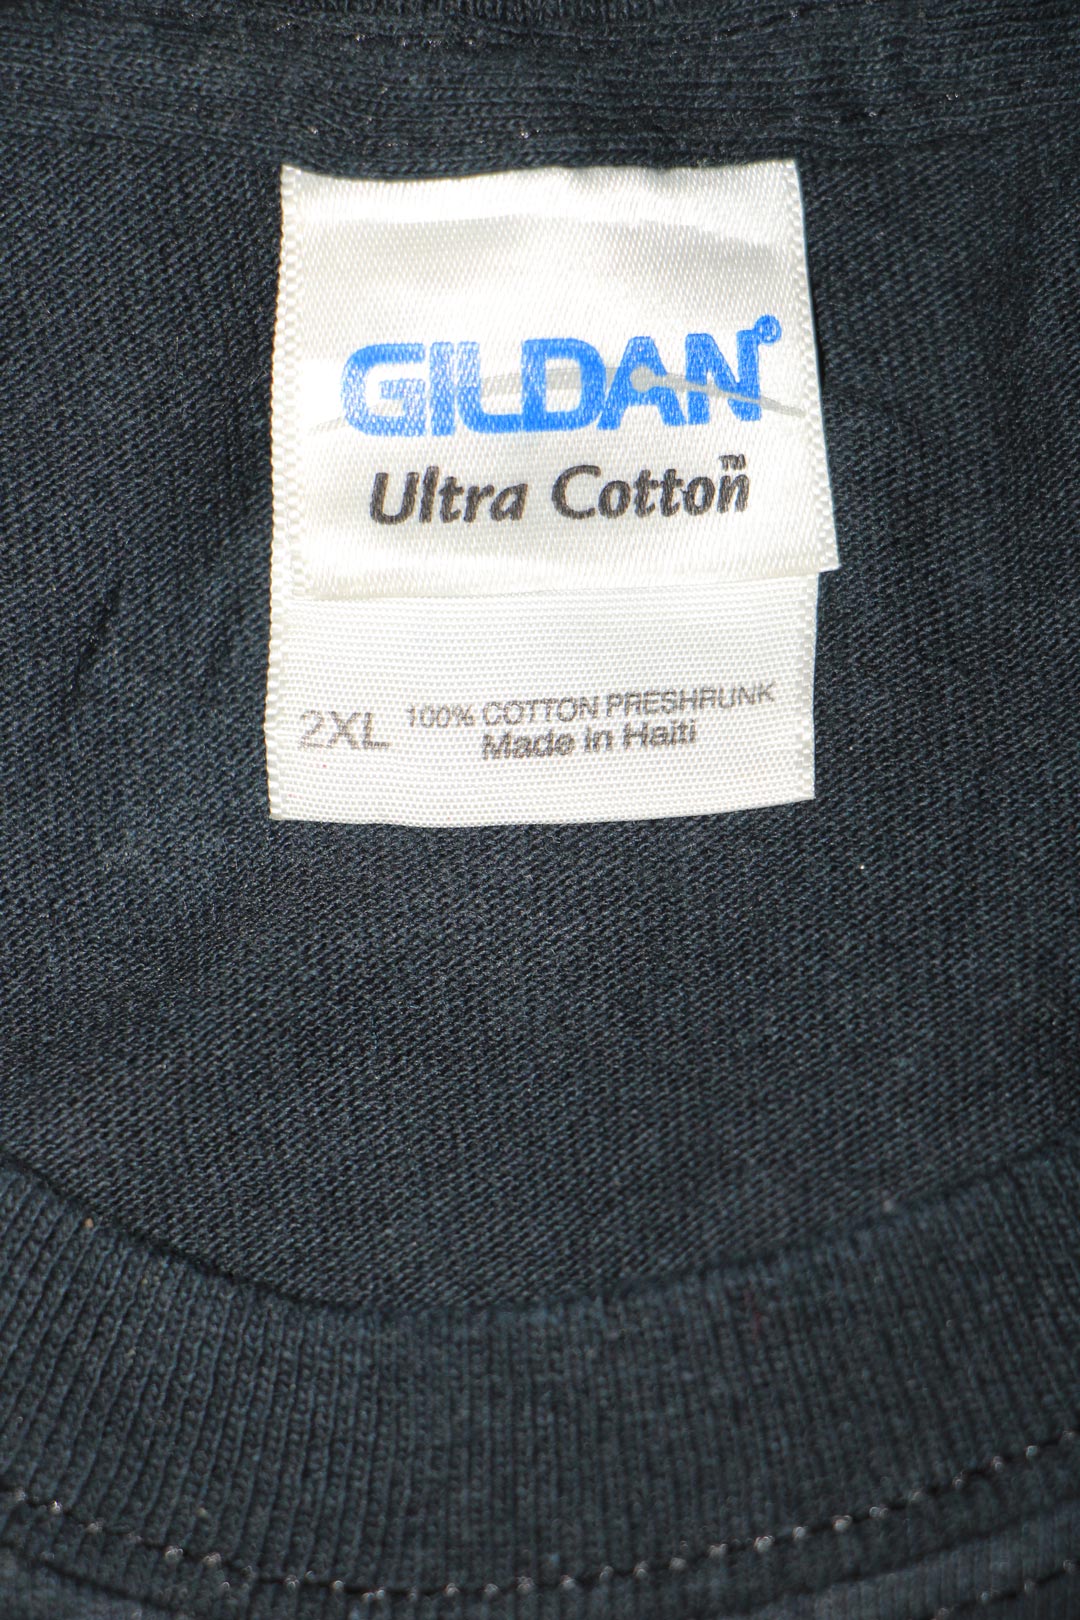 GILDAN®
Ultra Cotton™
2XL 100% COTTON PRESHRUNK
Made in Haiti